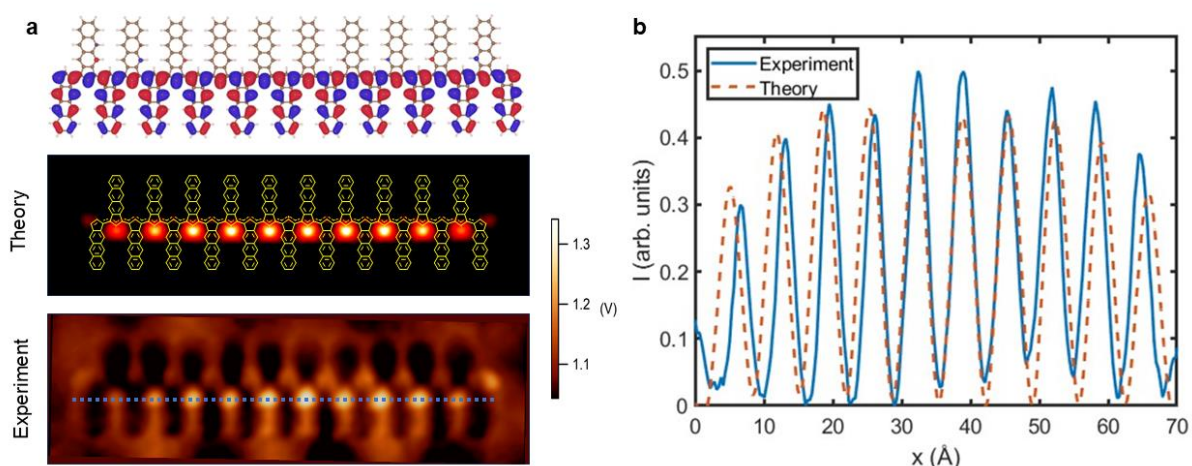 a
Theory
Experiment
1.3
1.2
(V)
1.1
b
Experiment
Theory
I (arb. units)
0.5
0.4
0.3
0.2
0.1
0
0 10 20 30 40 50 60 70
x (Å)